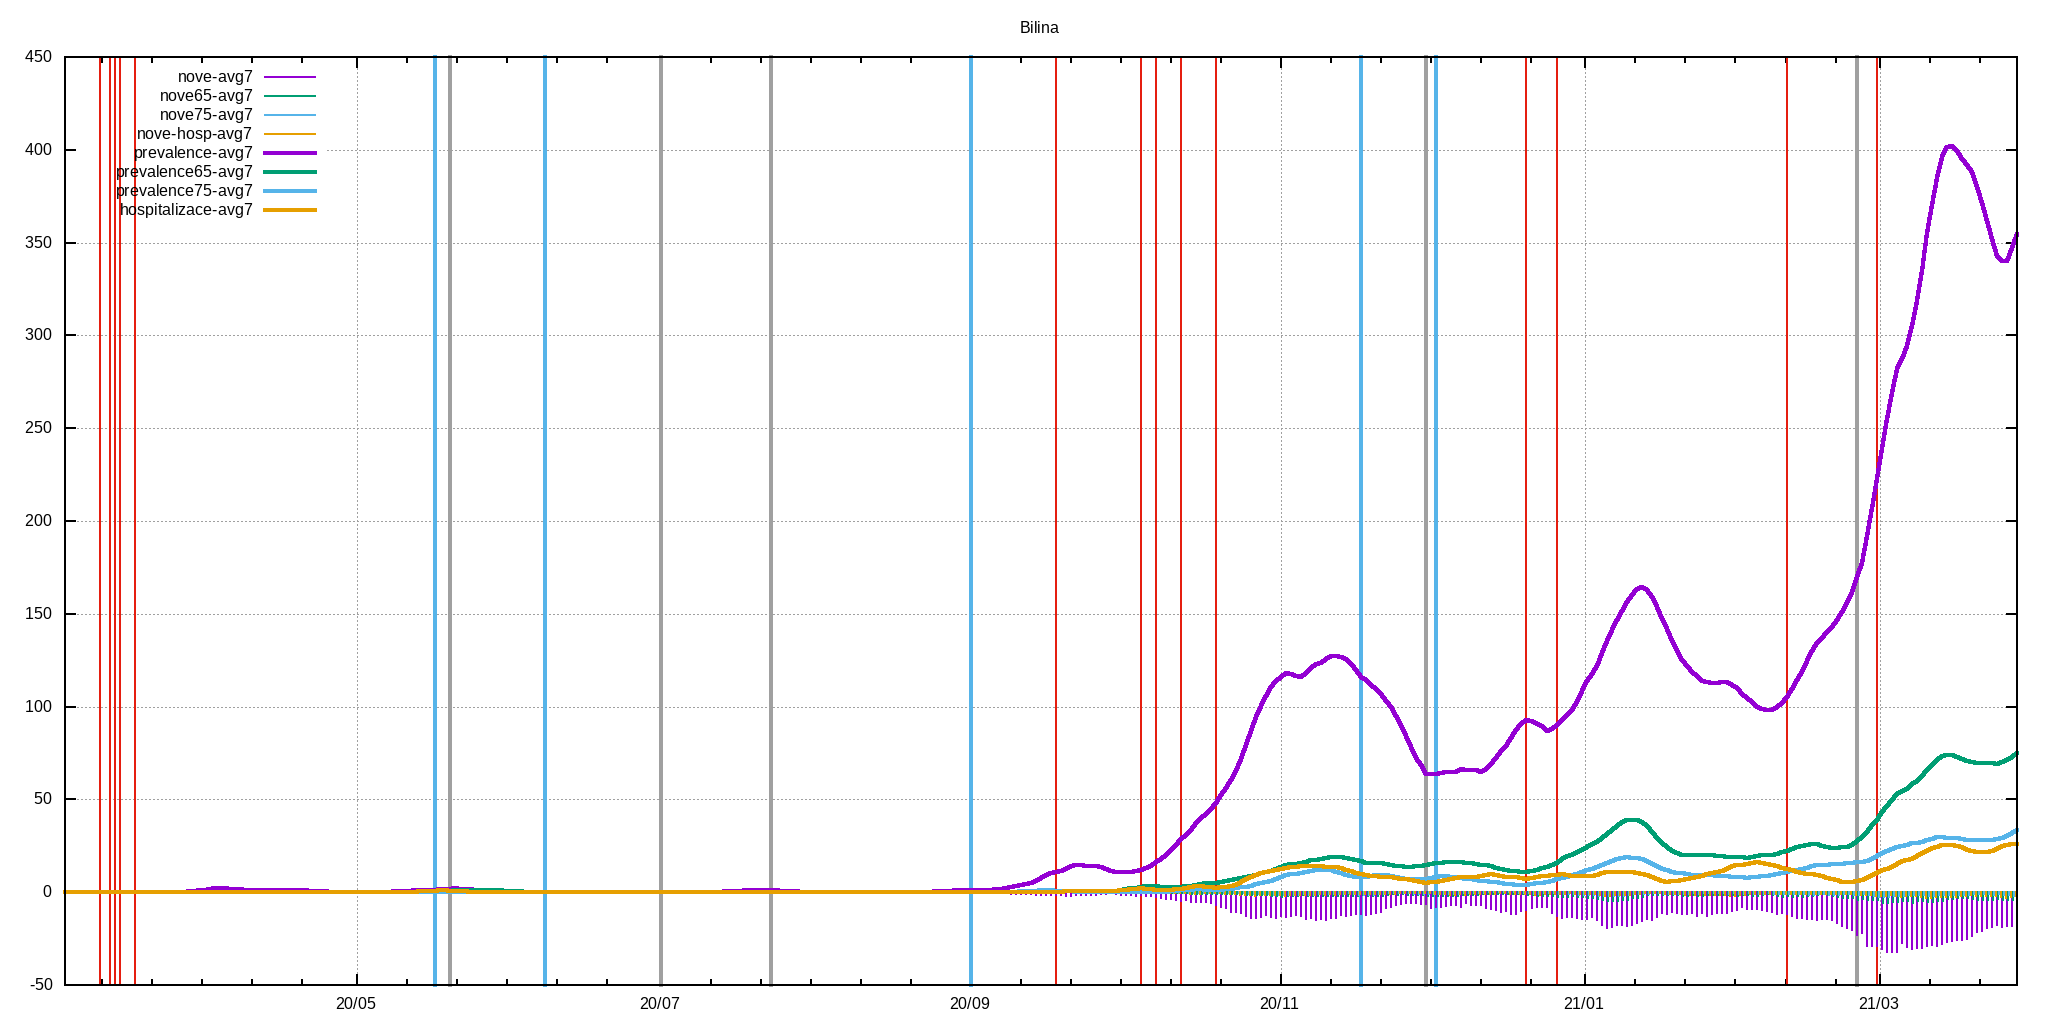 Bilina
450
400
350
300
250
200
150
100
50
0
-50
nove-avg7
nove65-avg7
nove75-avg7
nove-hosp-avg7
prevalence-avg7
prevalence65-avg7
prevalence75-avg7
hospitalizace-avg7
20/05
20/07
20/09
20/11
21/01
21/03